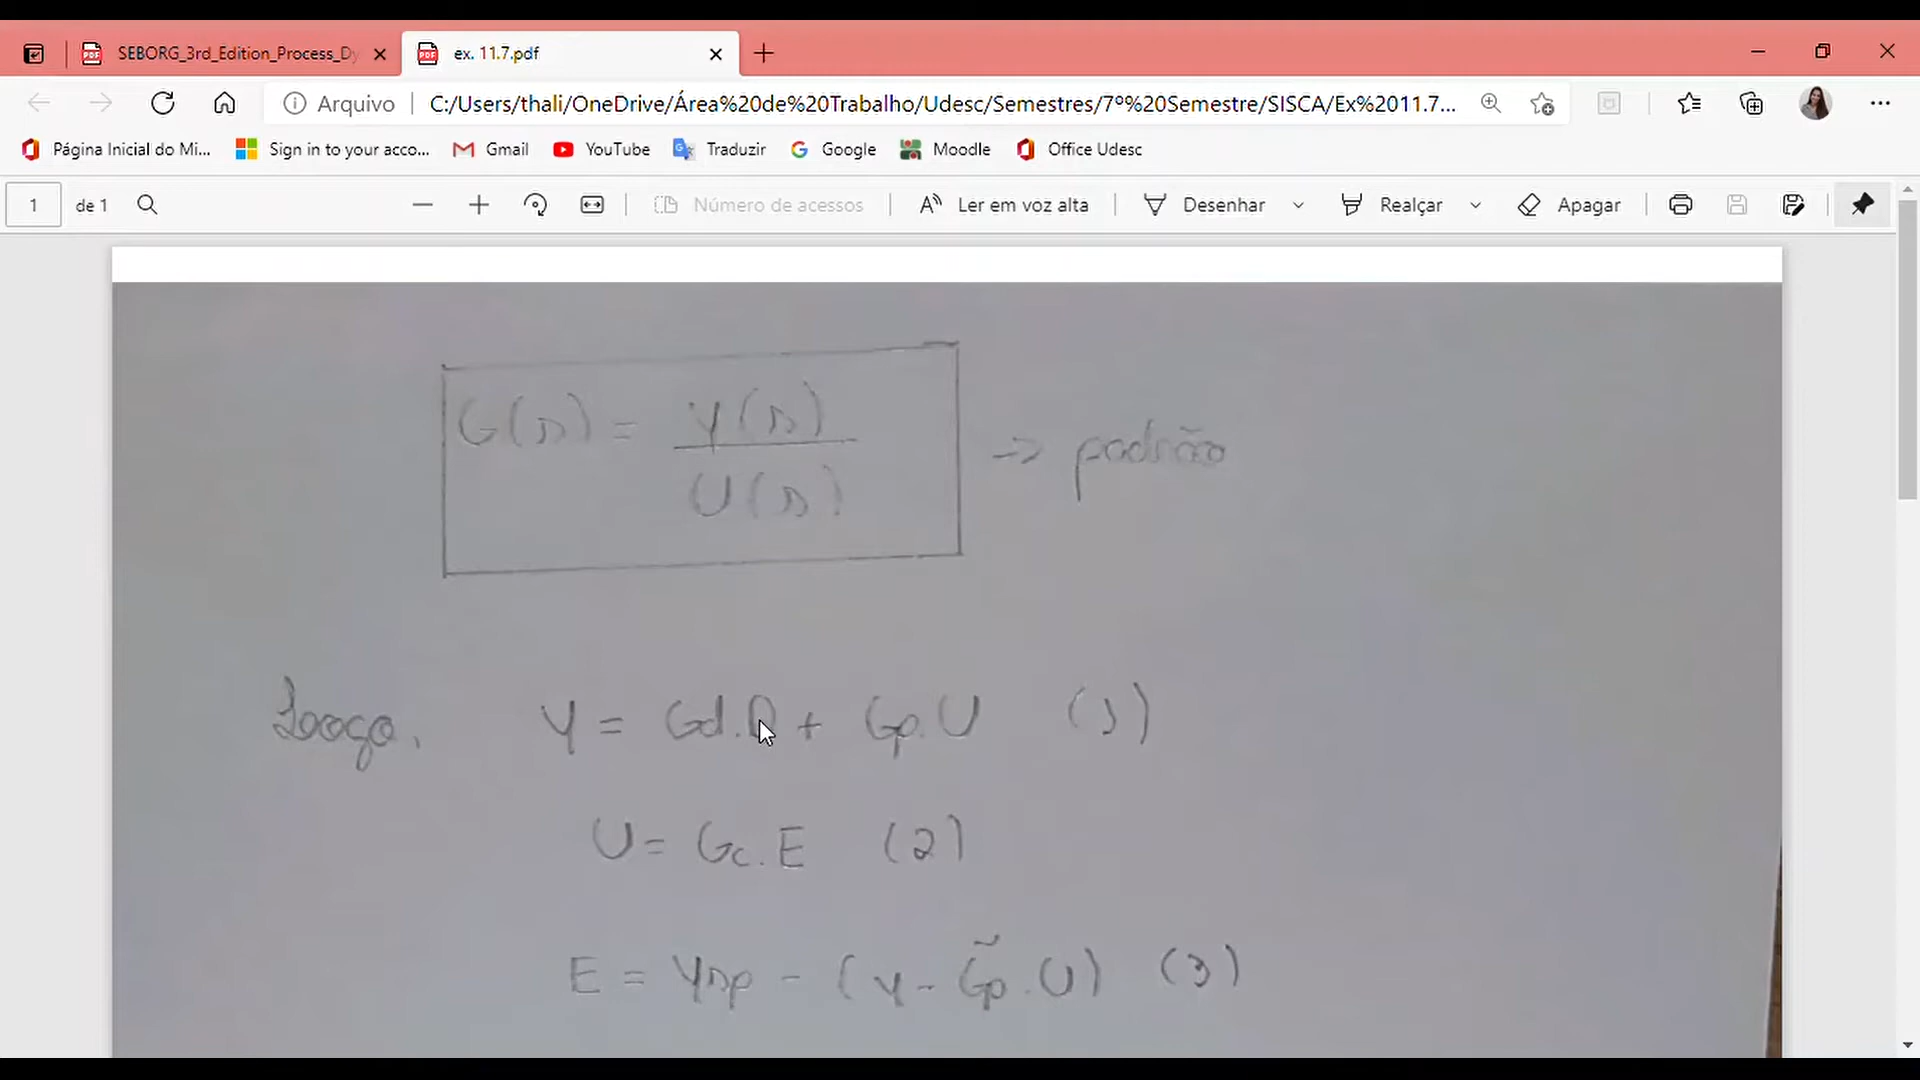 SEBORG_3rd_Edition_Process_Dy
ex. 11.7.pdf
Arquivo
C:/Users/thali/OneDrive/Área%20de%20Trabalho/Udesc/Semestres/7º%20Semestre/SISCA/Ex%2011.7...
Página Inicial do Mi...
Sign in to your acco...
Gmail
YouTube
Traduzir
Google
Moodle
Office Udesc
1 de 1
Número de acessos
Ler em voz alta
Desenhar
Realçar
Apagar
G(s) = Y(s) / U(s) → padrão
Logo, Y = Gd.D + Gp.U (1)
U = Gc.E (2)
E = Ysp - (Y - G̃p.U) (3)